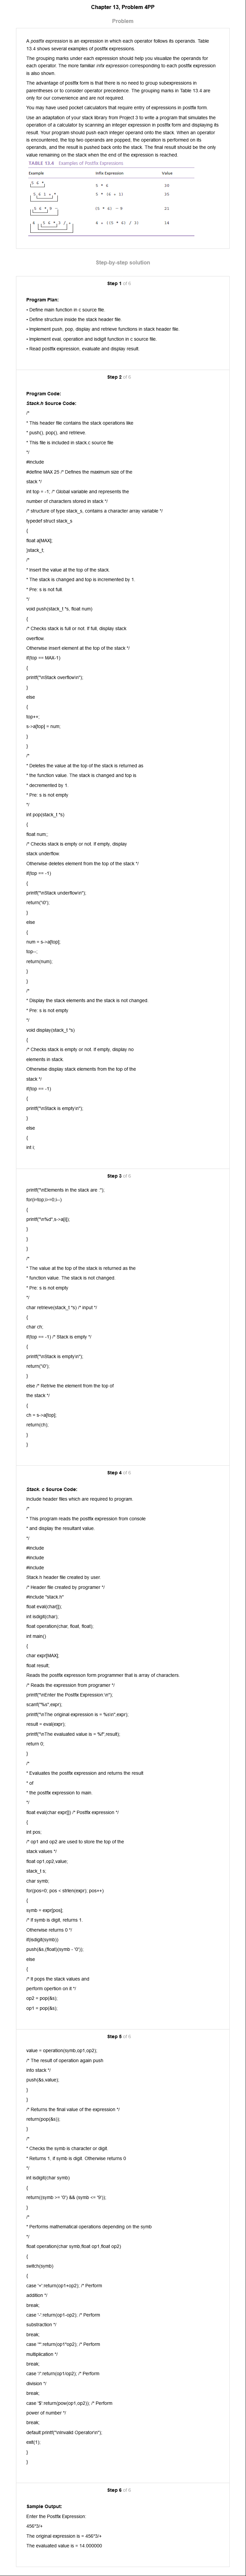 Chapter 13, Problem 4PP
Problem
A postfix expression is an expression in which each operator follows its operands. Table
13.4 shows several examples of postfix expressions.
The grouping marks under each expression should help you visualize the operands for
each operator. The more familiar infix expression corresponding to each postfix expression
is also shown.
The advantage of postfix form is that there is no need to group subexpressions in
parentheses or to consider operator precedence. The grouping marks in Table 13.4 are
only for our convenience and are not required.
You may have used pocket calculators that require entry of expressions in postfix form.
Use an adaptation of your stack library from Project 3 to write a program that simulates the
operation of a calculator by scanning an integer expression in postfix form and displaying its
result. Your program should push each integer operand onto the stack. When an operator
is encountered, the top two operands are popped, the operation is performed on its
operands, and the result is pushed back onto the stack. The final result should be the only
value remaining on the stack when the end of the expression is reached.
TABLE 13.4 Examples of Postfix Expressions
Example Infix Expression Value
5 6 * 5 * 6 30
5 * (6 + 1) 35
5 6 * 9 - (5 * 6) - 9 21
4 5 6 * 3 / + 4 + ((5 * 6) / 3) 14
Step-by-step solution
Step 1 of 6
Program Plan:
• Define main function in c source file.
• Define structure inside the stack header file.
• Implement push, pop, display and retrieve functions in stack header file.
• Implement eval, operation and isdigit function in c source file.
• Read postfix expression, evaluate and display result.
Step 2 of 6
Program Code:
Stack.h Source Code:
/*
* This header file contains the stack operations like
* push(), pop(), and retrieve.
* This file is included in stack.c source file
*/
#include
#define MAX 25 /* Defines the maximum size of the
stack */
int top = -1; /* Global variable and represents the
number of characters stored in stack */
/* structure of type stack_s, contains a character array variable */
typedef struct stack_s
{
float a[MAX];
}stack_t;
/*
* Insert the value at the top of the stack.
* The stack is changed and top is incremented by 1.
* Pre: s is not full.
*/
void push(stack_t *s, float num)
{
/* Checks stack is full or not. If full, display stack
overflow.
Otherwise insert element at the top of the stack */
if(top == MAX-1)
{
printf("\nStack overflow\n");
}
else
{
top++;
s->a[top] = num;
}
}
/*
* Deletes the value at the top of the stack is returned as
* the function value. The stack is changed and top is
* decremented by 1.
* Pre: s is not empty
*/
int pop(stack_t *s)
{
float num;
/* Checks stack is empty or not. If empty, display
stack underflow.
Otherwise deletes element from the top of the stack */
if(top == -1)
{
printf("\nStack underflow\n");
return('\0');
}
else
{
num = s->a[top];
top--;
return(num);
}
}
/*
* Display the stack elements and the stack is not changed.
* Pre: s is not empty.
*/
void display(stack_t *s)
{
/* Checks stack is empty or not. If empty, display no
elements in stack.
Otherwise display stack elements from the top of the
stack */
if(top == -1)
{
printf("\nStack is empty\n");
}
else
{
int i;
Step 3 of 6
printf("\nElements in the stack are :");
for(i=top;i>=0;i--)
{
printf("\n%d",s->a[i]);
}
}
}
/*
* The value at the top of the stack is returned as the
* function value. The stack is not changed.
* Pre: s is not empty
*/
char retrieve(stack_t *s) /* input */
{
char ch;
if(top == -1) /* Stack is empty */
{
printf("\nStack is empty\n");
return('\0');
}
else /* Retrive the element from the top of
the stack */
{
ch = s->a[top];
return(ch);
}
}
Step 4 of 6
Stack. c Source Code:
Include header files which are required to program.
/*
* This program reads the postfix expression from console
* and display the resultant value.
*/
#include
#include
#include
Stack.h header file created by user.
/* Header file created by programer */
#include "stack.h"
float eval(char[]);
int isdigit(char);
float operation(char, float, float);
int main()
{
char expr[MAX];
float result;
Reads the postfix expresson form programmer that is array of characters.
/* Reads the expression from programer */
printf("\nEnter the Postfix Expression:\n");
scanf("%s",expr);
printf("\nThe original expression is = %s\n",expr);
result = eval(expr);
printf("\nThe evaluated value is = %f",result);
return 0;
}
/*
* Evaluates the postfix expression and returns the result
* of
* the postfix expression to main.
*/
float eval(char expr[]) /* Postfix expression */
{
int pos;
/* op1 and op2 are used to store the top of the
stack values */
float op1,op2,value;
stack_t s;
char symb;
for(pos=0; pos < strlen(expr); pos++)
{
symb = expr[pos];
/* If symb is digit, returns 1.
Otherwise returns 0 */
if(isdigit(symb))
push(&s,(float)(symb - '0'));
else
{
/* It pops the stack values and
perform opertion on it */
op2 = pop(&s);
op1 = pop(&s);
Step 5 of 6
value = operation(symb,op1,op2);
/* The result of operation again push
into stack */
push(&s,value);
}
}
/* Returns the final value of the expression */
return(pop(&s));
}
/*
* Checks the symb is character or digit.
* Returns 1, if symb is digit. Otherwise returns 0
*/
int isdigit(char symb)
{
return((symb >= '0') && (symb <= '9'));
}
/*
* Performs mathematical operations depending on the symb
*/
float operation(char symb,float op1,float op2)
{
switch(symb)
{
case '+':return(op1+op2); /* Perform
addition */
break;
case '-':return(op1-op2); /* Perform
substraction */
break;
case '*':return(op1*op2); /* Perform
multiplication */
break;
case '/':return(op1/op2); /* Perform
division */
break;
case '$':return(pow(op1,op2)); /* Perform
power of number */
break;
default:printf("\nInvalid Operator\n");
exit(1);
}
}
Step 6 of 6
Sample Output:
Enter the Postfix Expression:
456*3/+
The original expression is = 456*3/+
The evaluated value is = 14.000000